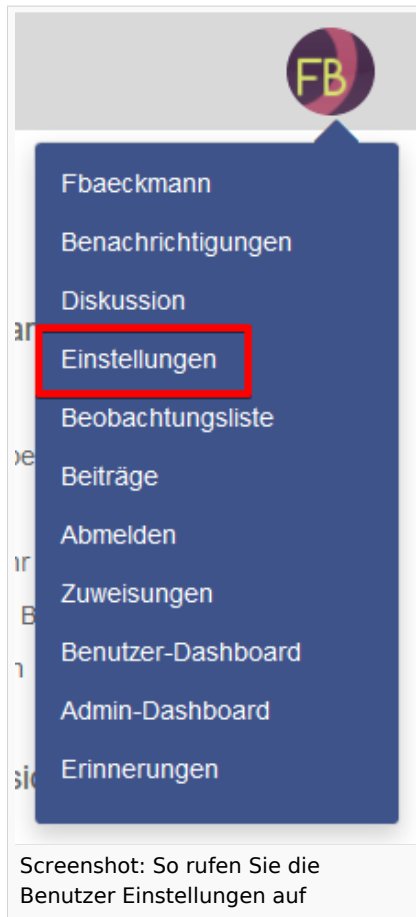 FB
Fbaeckmann
Benachrichtigungen
Diskussion
Einstellungen
Beobachtungsliste
Beiträge
Abmelden
Zuweisungen
Benutzer-Dashboard
Admin-Dashboard
Erinnerungen
Screenshot: So rufen Sie die
Benutzer Einstellungen auf